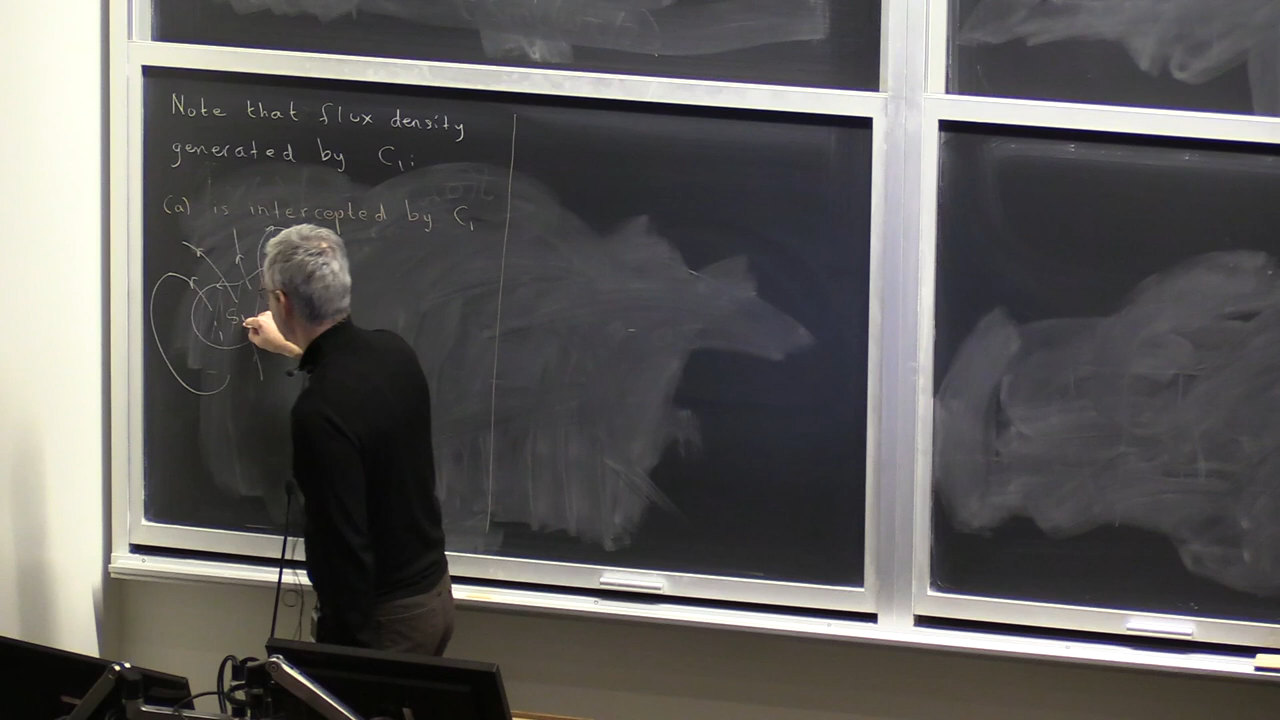 Note that flux density
generated by C₁:
(a) is intercepted by C₁